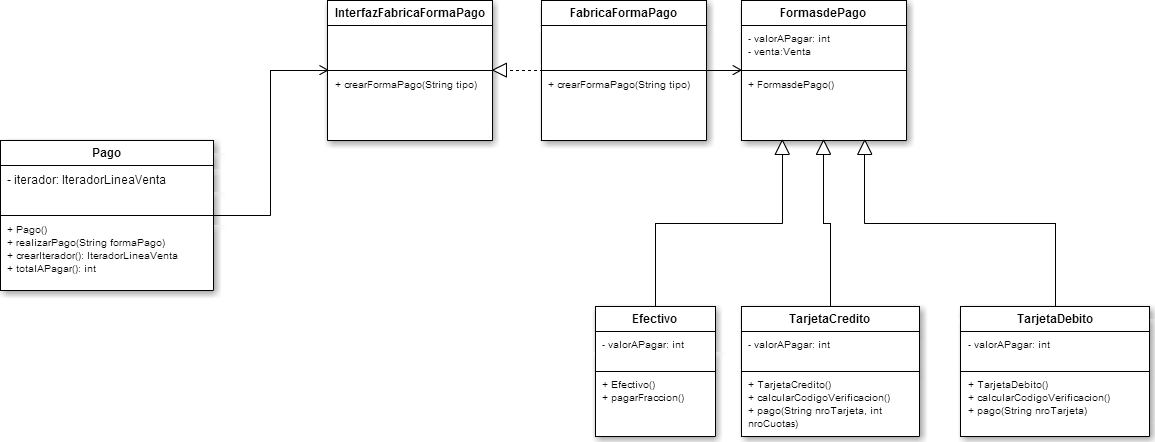 InterfazFabricaFormaPago
+ crearFormaPago(String tipo)
FabricaFormaPago
+ crearFormaPago(String tipo)
FormasdePago
- valorAPagar: int
- venta:Venta
+ FormasdePago()
Pago
- iterador: IteradorLineaVenta
+ Pago()
+ realizarPago(String formaPago)
+ crearIterador(): IteradorLineaVenta
+ totalAPagar(): int
Efectivo
- valorAPagar: int
+ Efectivo()
+ pagarFraccion()
TarjetaCredito
- valorAPagar: int
+ TarjetaCredito()
+ calcularCodigoVerificacion()
+ pago(String nroTarjeta, int
nroCuotas)
TarjetaDebito
- valorAPagar: int
+ TarjetaDebito()
+ calcularCodigoVerificacion()
+ pago(String nroTarjeta)